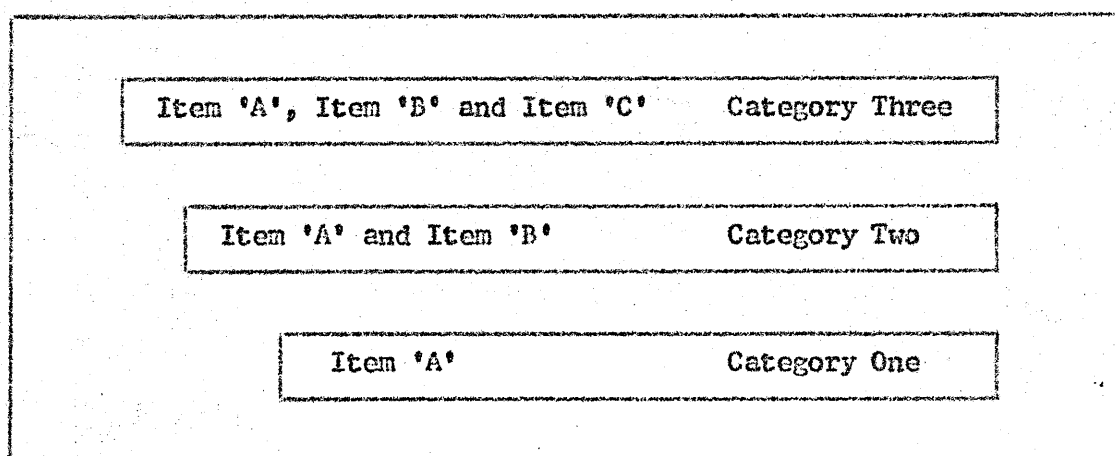 Item 'A', Item 'B' and Item 'C' Category Three
Item 'A' and Item 'B' Category Two
Item 'A' Category One